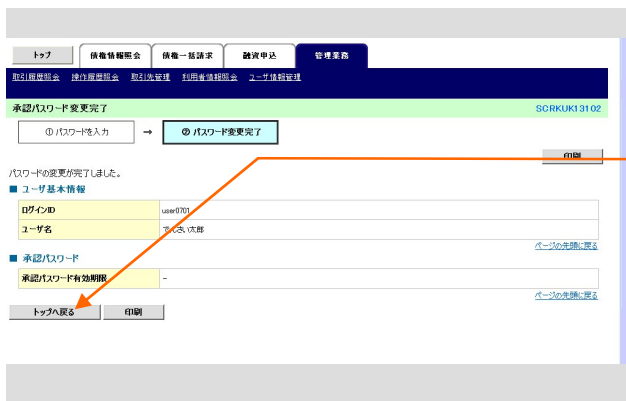 トップ 債権情報照会 債権一括請求 融資申込 管理業務
取引履歴照会 操作履歴照会 取引先管理 利用者情報照会 ユーザ情報管理
承認パスワード変更完了 SCRKUK13102
① パスワードを入力 → ② パスワード変更完了
印刷
パスワードの変更が完了しました。
■ ユーザ基本情報
ログインID user0701
ユーザ名 でんさい太郎
ページの先頭に戻る
■ 承認パスワード
承認パスワード有効期限 -
ページの先頭に戻る
トップへ戻る 印刷